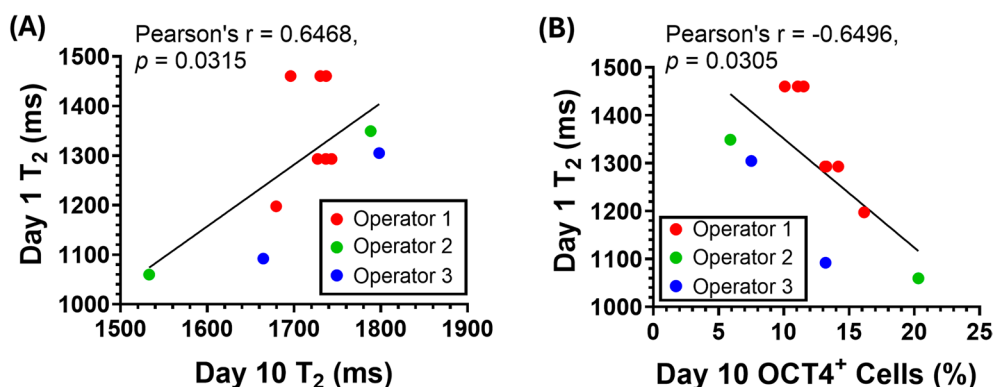 (A)
Pearson's r = 0.6468,
p = 0.0315
1500
1400
1300
1200
1100
1000
Day 1 T2 (ms)
Operator 1
Operator 2
Operator 3
1500 1600 1700 1800 1900
Day 10 T2 (ms)
(B)
Pearson's r = -0.6496,
p = 0.0305
1500
1400
1300
1200
1100
1000
Day 1 T2 (ms)
Operator 1
Operator 2
Operator 3
0 5 10 15 20 25
Day 10 OCT4+ Cells (%)